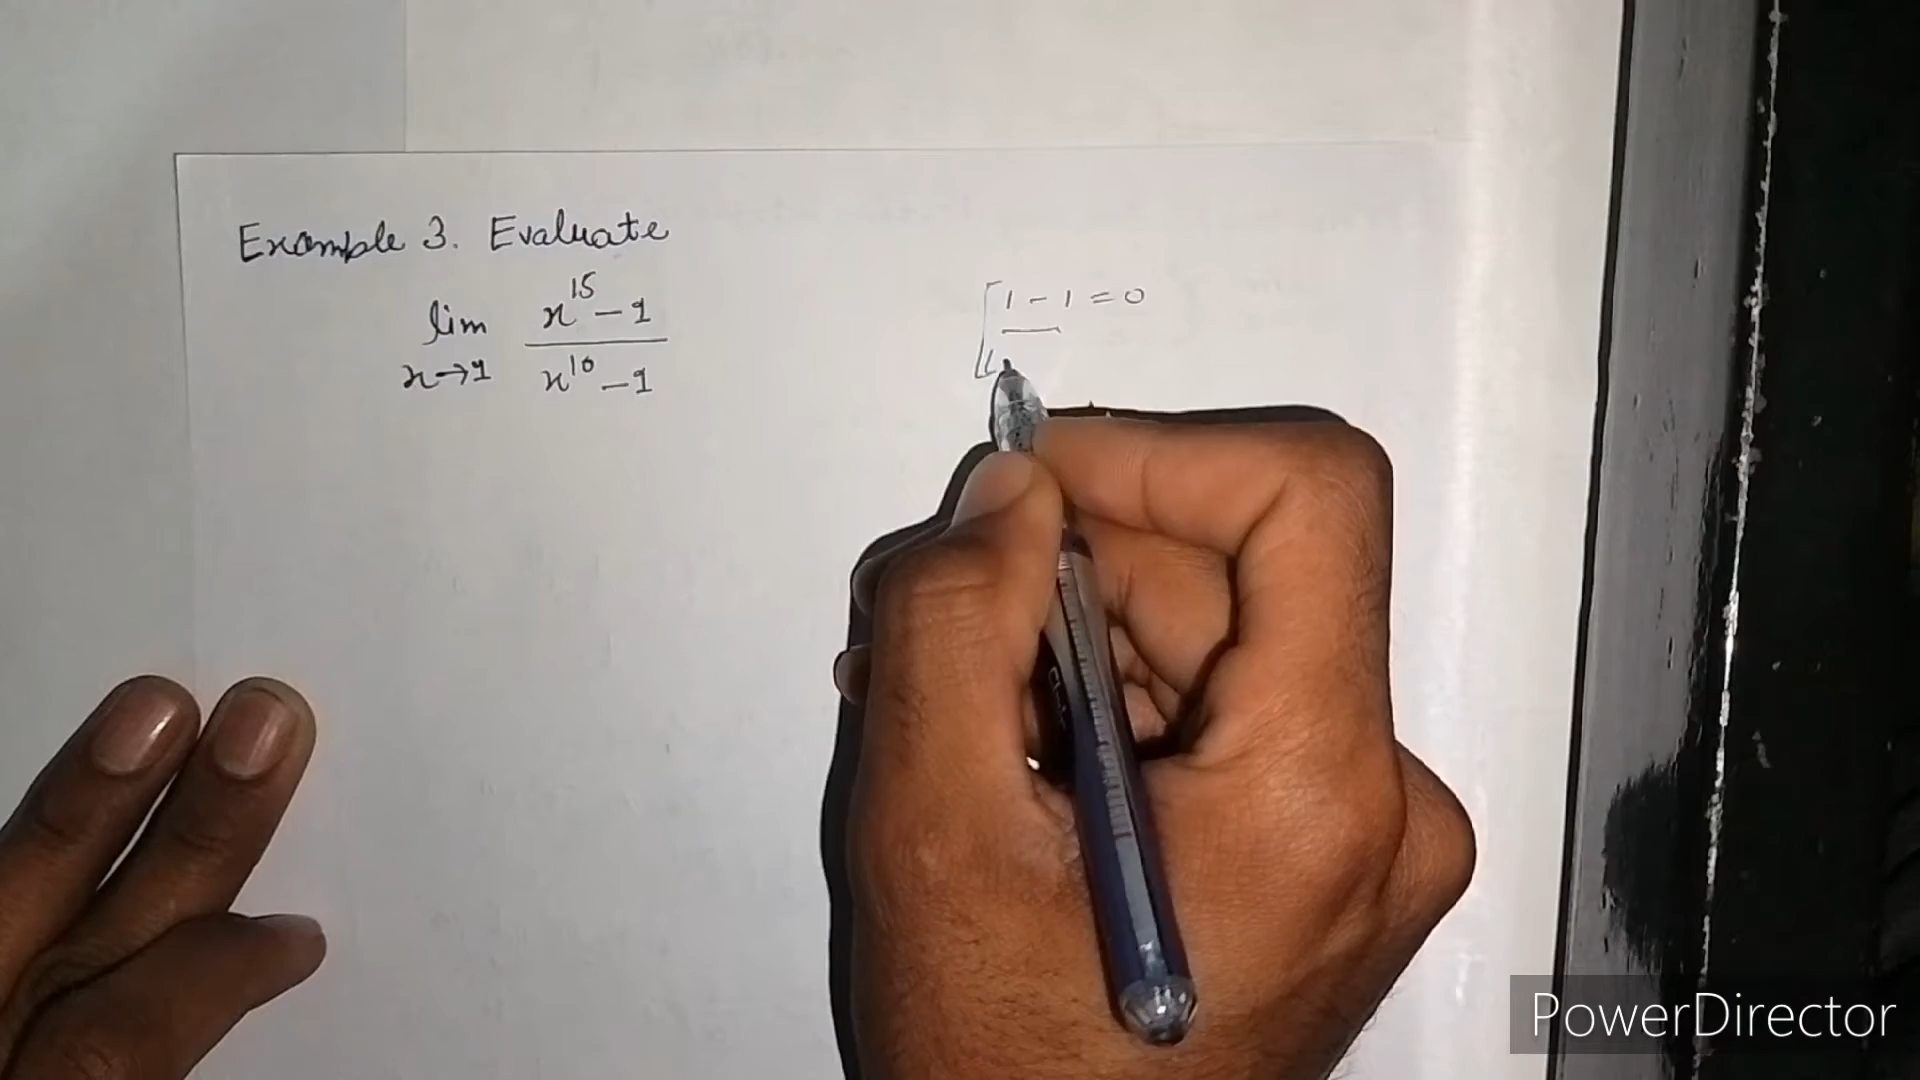 Example 3. Evaluate
lim x→1 (x^15 - 1)/(x^10 - 1)
1 - 1 = 0
PowerDirector